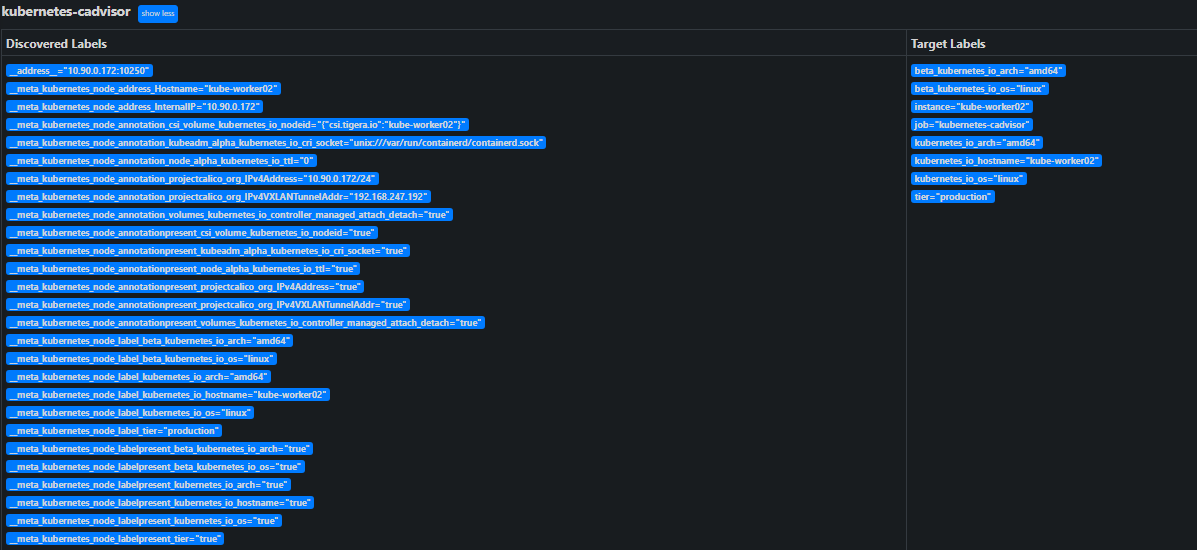 kubernetes-cadvisor show less
Discovered Labels
Target Labels
__address__="10.90.0.172:10250"
__meta_kubernetes_node_address_Hostname="kube-worker02"
__meta_kubernetes_node_address_InternalIP="10.90.0.172"
__meta_kubernetes_node_annotation_csi_volume_kubernetes_io_nodeid="{"csi.tigera.io":"kube-worker02"}"
__meta_kubernetes_node_annotation_kubeadm_alpha_kubernetes_io_cri_socket="unix:///var/run/containerd/containerd.sock"
__meta_kubernetes_node_annotation_node_alpha_kubernetes_io_ttl="0"
__meta_kubernetes_node_annotation_projectcalico_org_IPv4Address="10.90.0.172/24"
__meta_kubernetes_node_annotation_projectcalico_org_IPv4VXLANTunnelAddr="192.168.247.192"
__meta_kubernetes_node_annotation_volumes_kubernetes_io_controller_managed_attach_detach="true"
__meta_kubernetes_node_annotationpresent_csi_volume_kubernetes_io_nodeid="true"
__meta_kubernetes_node_annotationpresent_kubeadm_alpha_kubernetes_io_cri_socket="true"
__meta_kubernetes_node_annotationpresent_node_alpha_kubernetes_io_ttl="true"
__meta_kubernetes_node_annotationpresent_projectcalico_org_IPv4Address="true"
__meta_kubernetes_node_annotationpresent_projectcalico_org_IPv4VXLANTunnelAddr="true"
__meta_kubernetes_node_annotationpresent_volumes_kubernetes_io_controller_managed_attach_detach="true"
__meta_kubernetes_node_label_beta_kubernetes_io_arch="amd64"
__meta_kubernetes_node_label_beta_kubernetes_io_os="linux"
__meta_kubernetes_node_label_kubernetes_io_arch="amd64"
__meta_kubernetes_node_label_kubernetes_io_hostname="kube-worker02"
__meta_kubernetes_node_label_kubernetes_io_os="linux"
__meta_kubernetes_node_label_tier="production"
__meta_kubernetes_node_labelpresent_beta_kubernetes_io_arch="true"
__meta_kubernetes_node_labelpresent_beta_kubernetes_io_os="true"
__meta_kubernetes_node_labelpresent_kubernetes_io_arch="true"
__meta_kubernetes_node_labelpresent_kubernetes_io_hostname="true"
__meta_kubernetes_node_labelpresent_kubernetes_io_os="true"
__meta_kubernetes_node_labelpresent_tier="true"
beta_kubernetes_io_arch="amd64"
beta_kubernetes_io_os="linux"
instance="kube-worker02"
job="kubernetes-cadvisor"
kubernetes_io_arch="amd64"
kubernetes_io_hostname="kube-worker02"
kubernetes_io_os="linux"
tier="production"